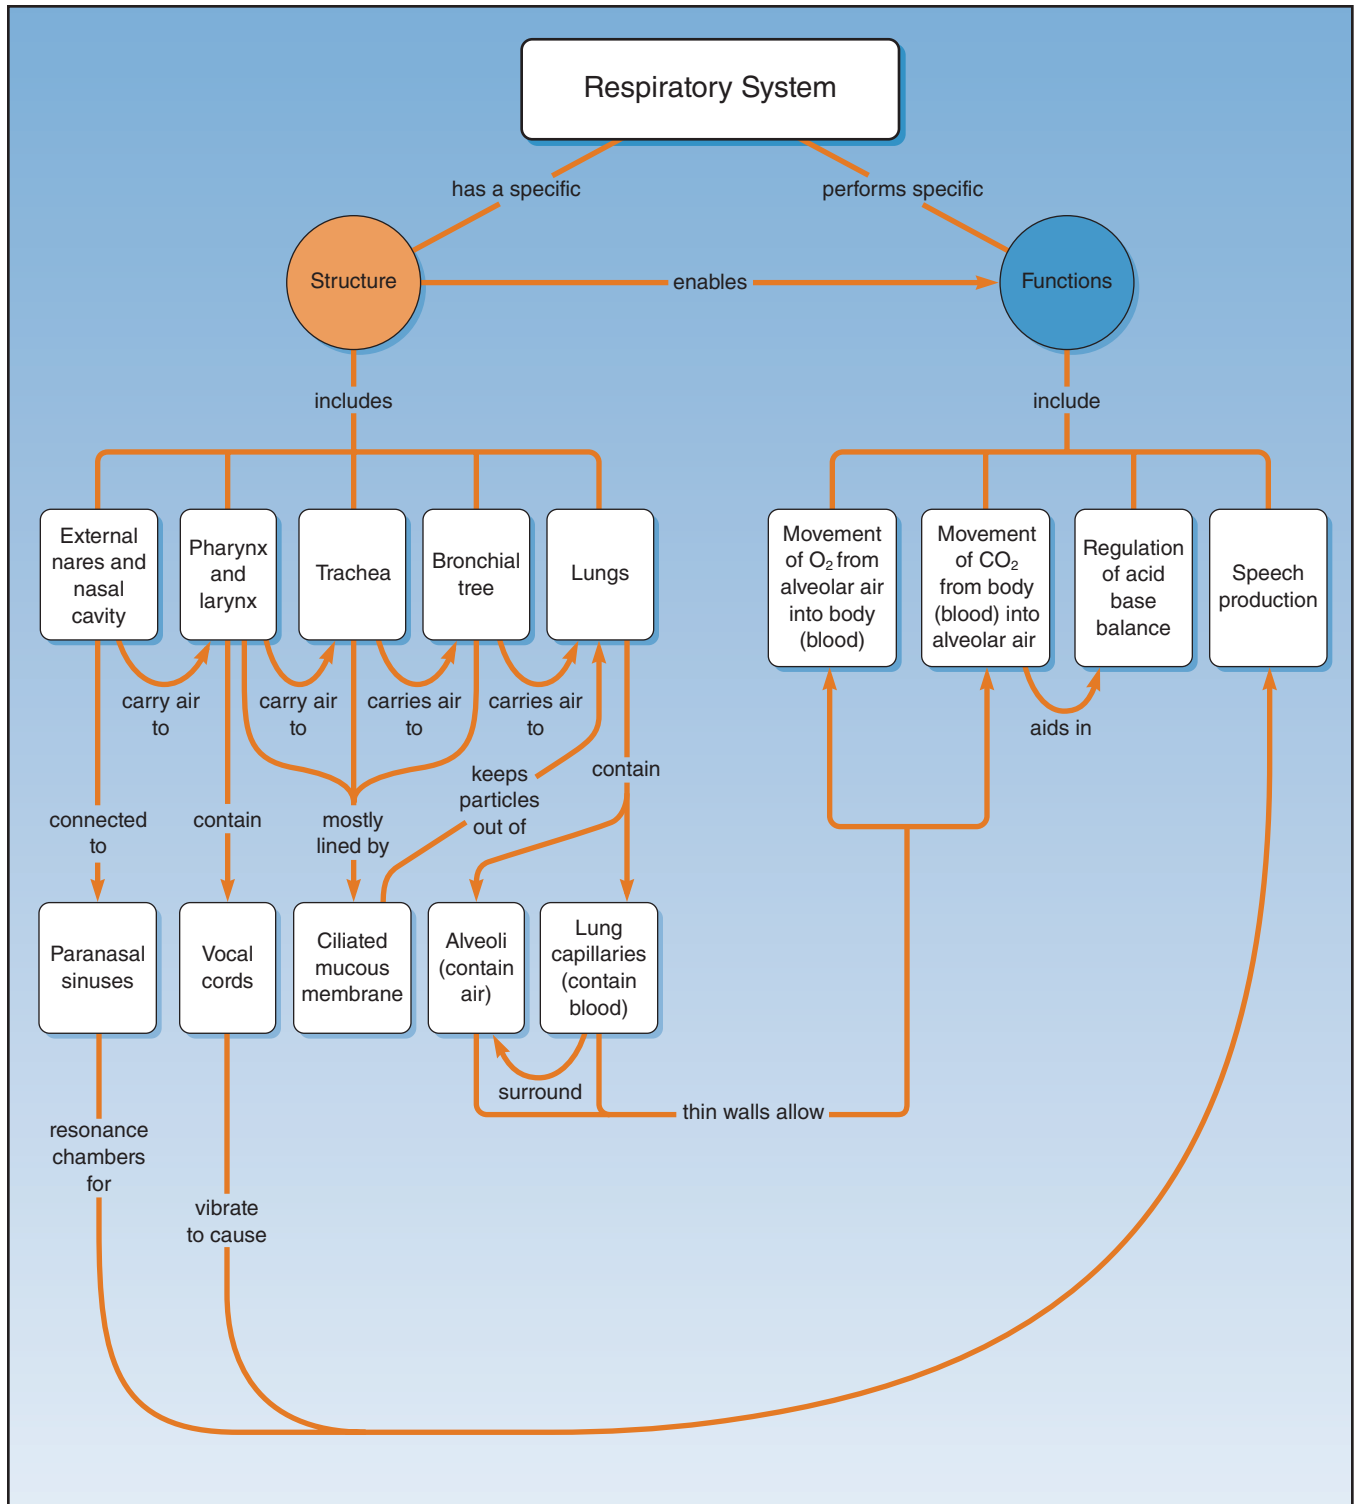 Respiratory System
has a specific
performs specific
Structure
enables
Functions
includes
include
External
nares and
nasal
cavity
Pharynx
and
larynx
Trachea
Bronchial
tree
Lungs
Movement
of O₂ from
alveolar air
into body
(blood)
Movement
of CO₂
from body
(blood) into
alveolar air
Regulation
of acid
base
balance
Speech
production
carry air
to
carry air
to
carries air
to
carries air
to
aids in
connected
to
contain
mostly
lined by
keeps
particles
out of
contain
Paranasal
sinuses
Vocal
cords
Ciliated
mucous
membrane
Alveoli
(contain
air)
Lung
capillaries
(contain
blood)
surround
thin walls allow
resonance
chambers
for
vibrate
to cause